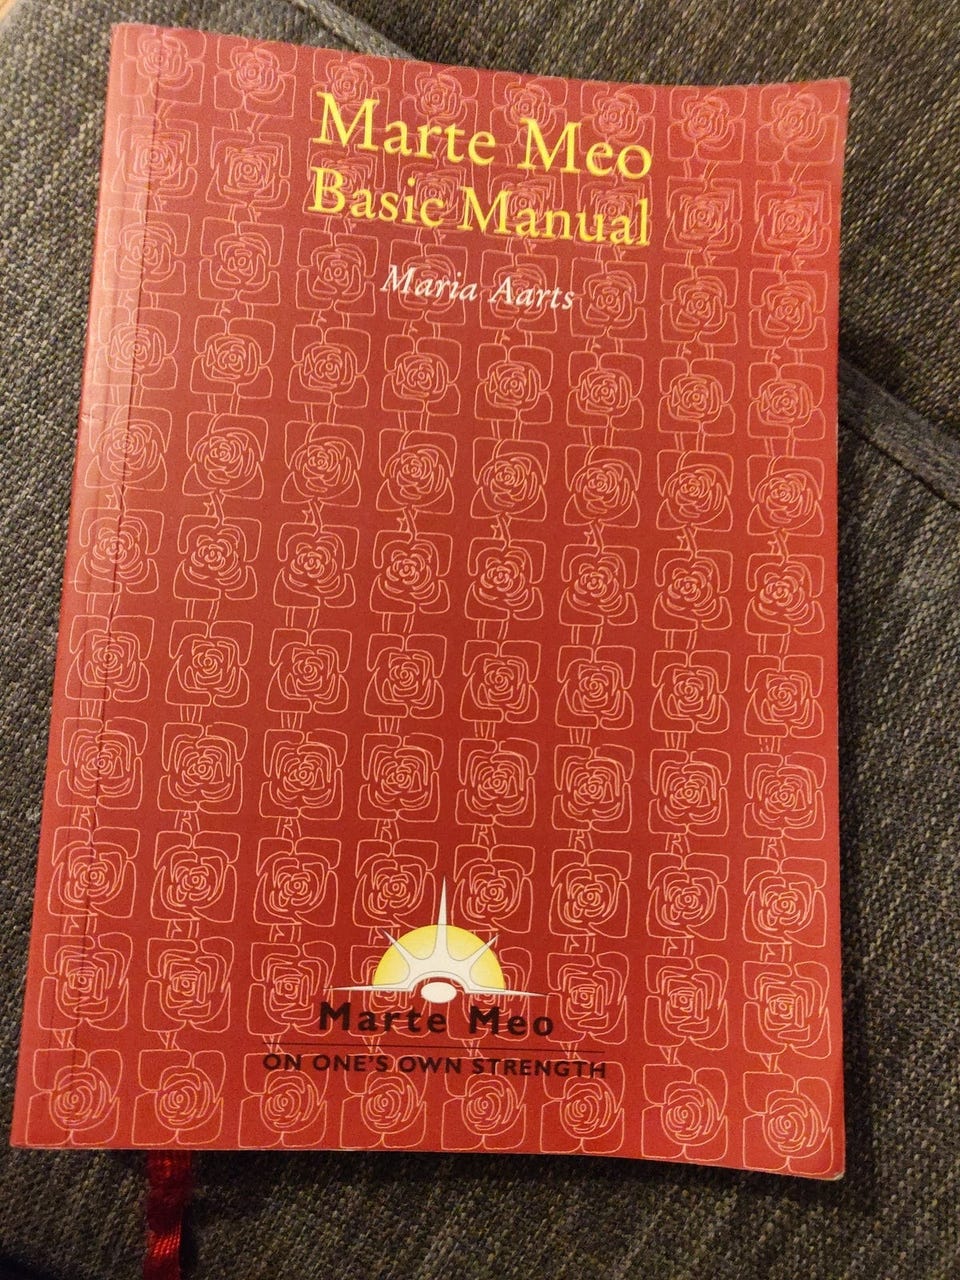 Marte Meo
Basic Manual
Maria Aarts
Marte Meo
ON ONE'S OWN STRENGTH